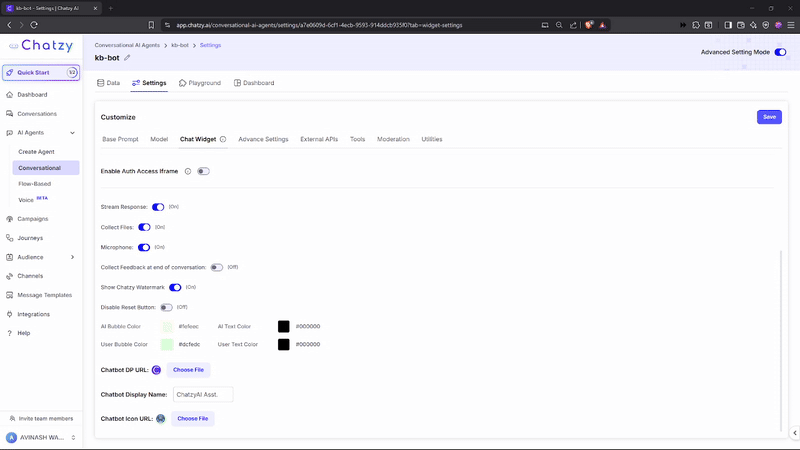 kb-bot - Settings | Chatzy AI
app.chatzy.ai/conversational-ai-agents/settings/a7e0609d-6cf1-4ecb-9593-914ddcb935f0?tab=widget-settings
Chatzy
Conversational AI Agents > kb-bot > Settings
kb-bot
Advanced Setting Mode
Quick Start
1/2
Dashboard
Conversations
AI Agents
Create Agent
Conversational
Flow-Based
Voice BETA
Campaigns
Journeys
Audience
Channels
Message Templates
Integrations
Help
Invite team members
A AVINASH WA...
Data Settings Playground Dashboard
Customize
Save
Base Prompt Model Chat Widget Advance Settings External APIs Tools Moderation Utilities
Enable Auth Access Iframe
Stream Response: (On)
Collect Files: (On)
Microphone: (On)
Collect Feedback at end of conversation: (Off)
Show Chatzy Watermark (On)
Disable Reset Button: (Off)
AI Bubble Color #fefeec AI Text Color #000000
User Bubble Color #dcfedc User Text Color #000000
Chatbot DP URL: Choose File
Chatbot Display Name: ChatzyAI Asst.
Chatbot Icon URL: Choose File